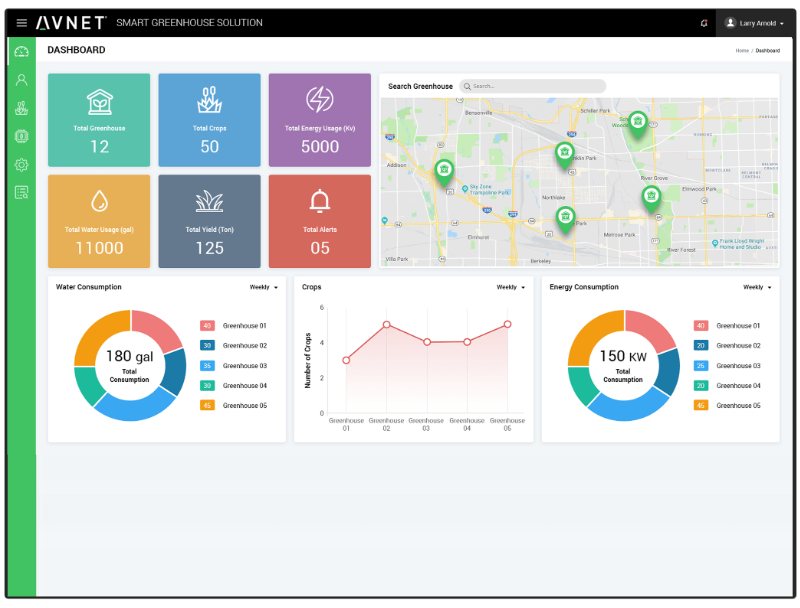 AVNET® SMART GREENHOUSE SOLUTION
Larry Arnold
DASHBOARD
Home / Dashboard
Total Greenhouse
12
Total Crops
50
Total Energy Usage (Kv)
5000
Total Water Usage (gal)
11000
Total Yield (Ton)
125
Total Alerts
05
Search Greenhouse
Search...
Bensenville
Schiller Park
Addison
Franklin Park
River Grove
Elmwood Park
BELMONT CENTRAL
Sky Zone
Trampoline Park
Northlake
Elmhurst
Park
Melrose Park
River Forest
Frank Lloyd Wright
Home and Studio
Villa Park
Berkeley
Water Consumption
Weekly
180 gal
Total
Consumption
40 Greenhouse 01
30 Greenhouse 02
35 Greenhouse 03
30 Greenhouse 04
45 Greenhouse 05
Crops
Weekly
Number of Crops
6
4
2
0
Greenhouse 01
Greenhouse 02
Greenhouse 03
Greenhouse 04
Greenhouse 05
Energy Consumption
Weekly
150 KW
Total
Consumption
40 Greenhouse 01
20 Greenhouse 02
25 Greenhouse 03
20 Greenhouse 04
45 Greenhouse 05